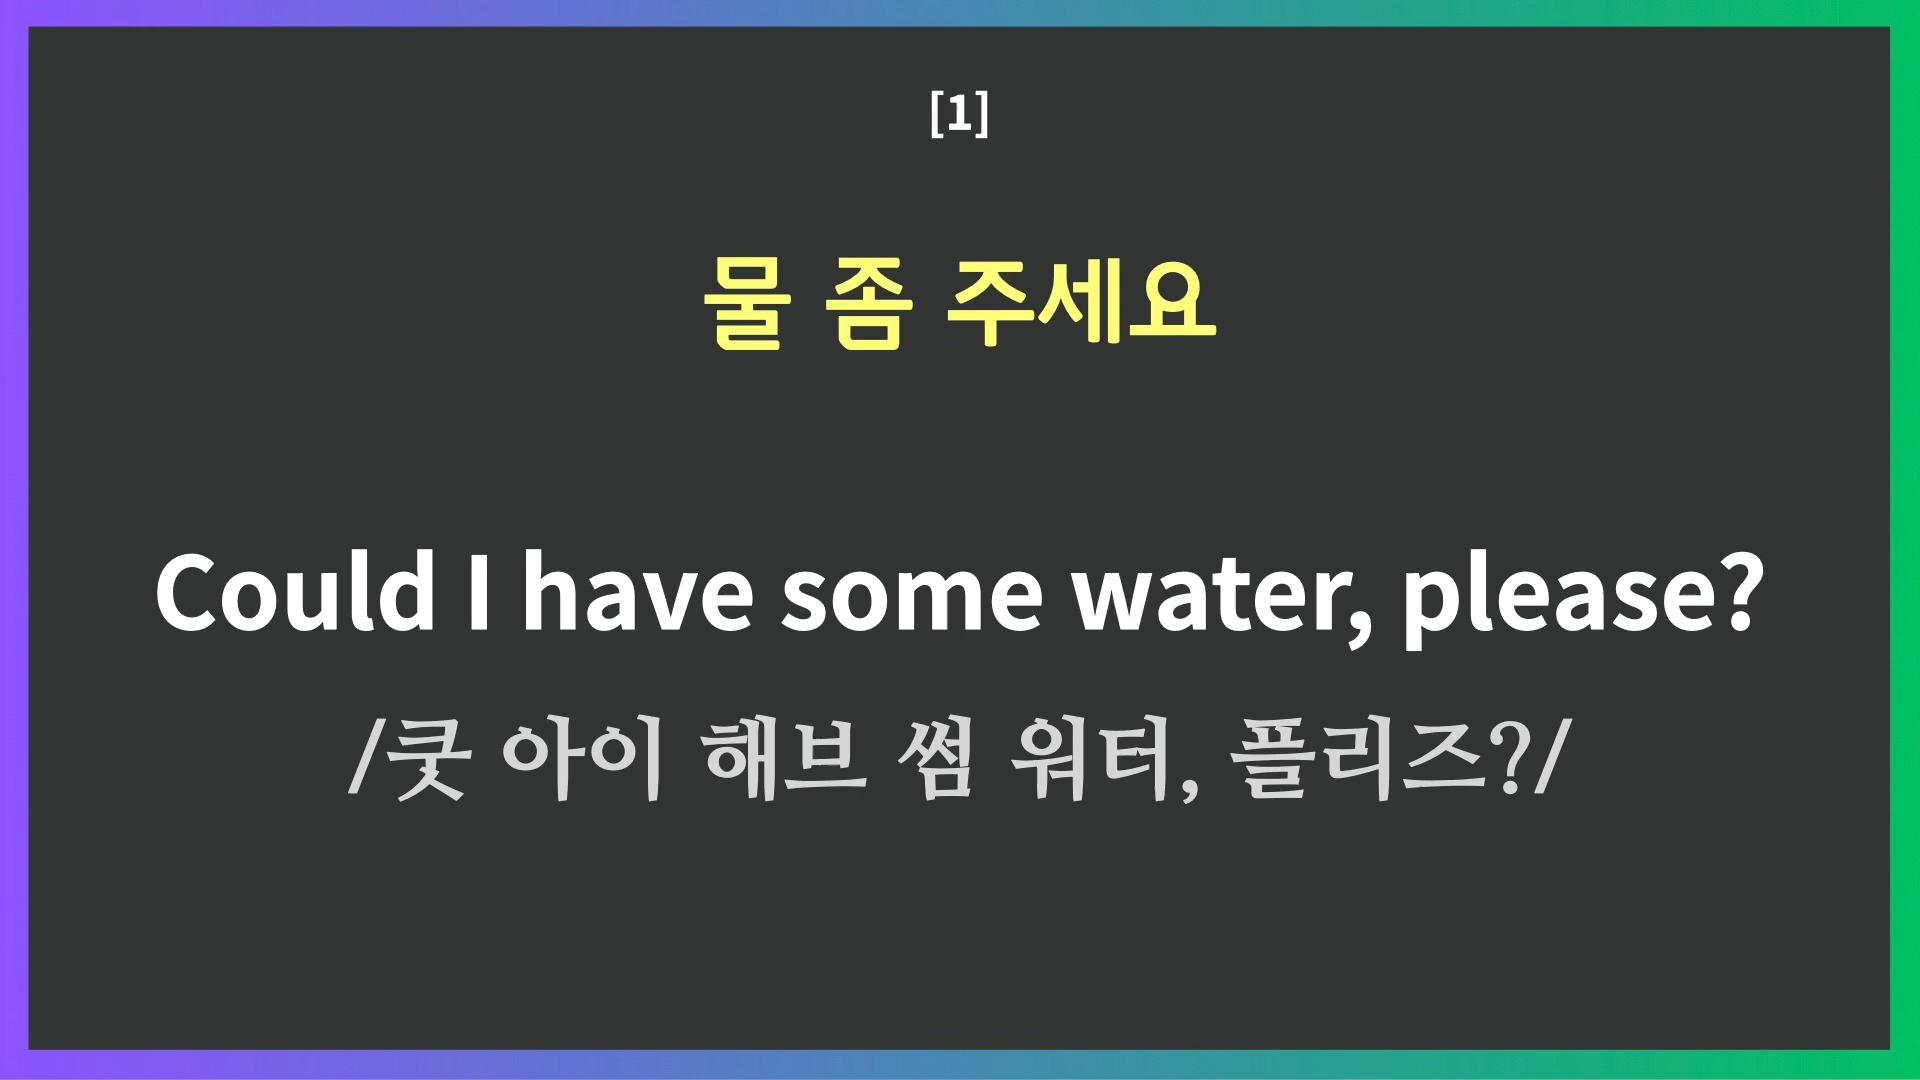 [1]
물 좀 주세요
Could I have some water, please?
/쿳 아이 해브 썸 워터, 플리즈?/